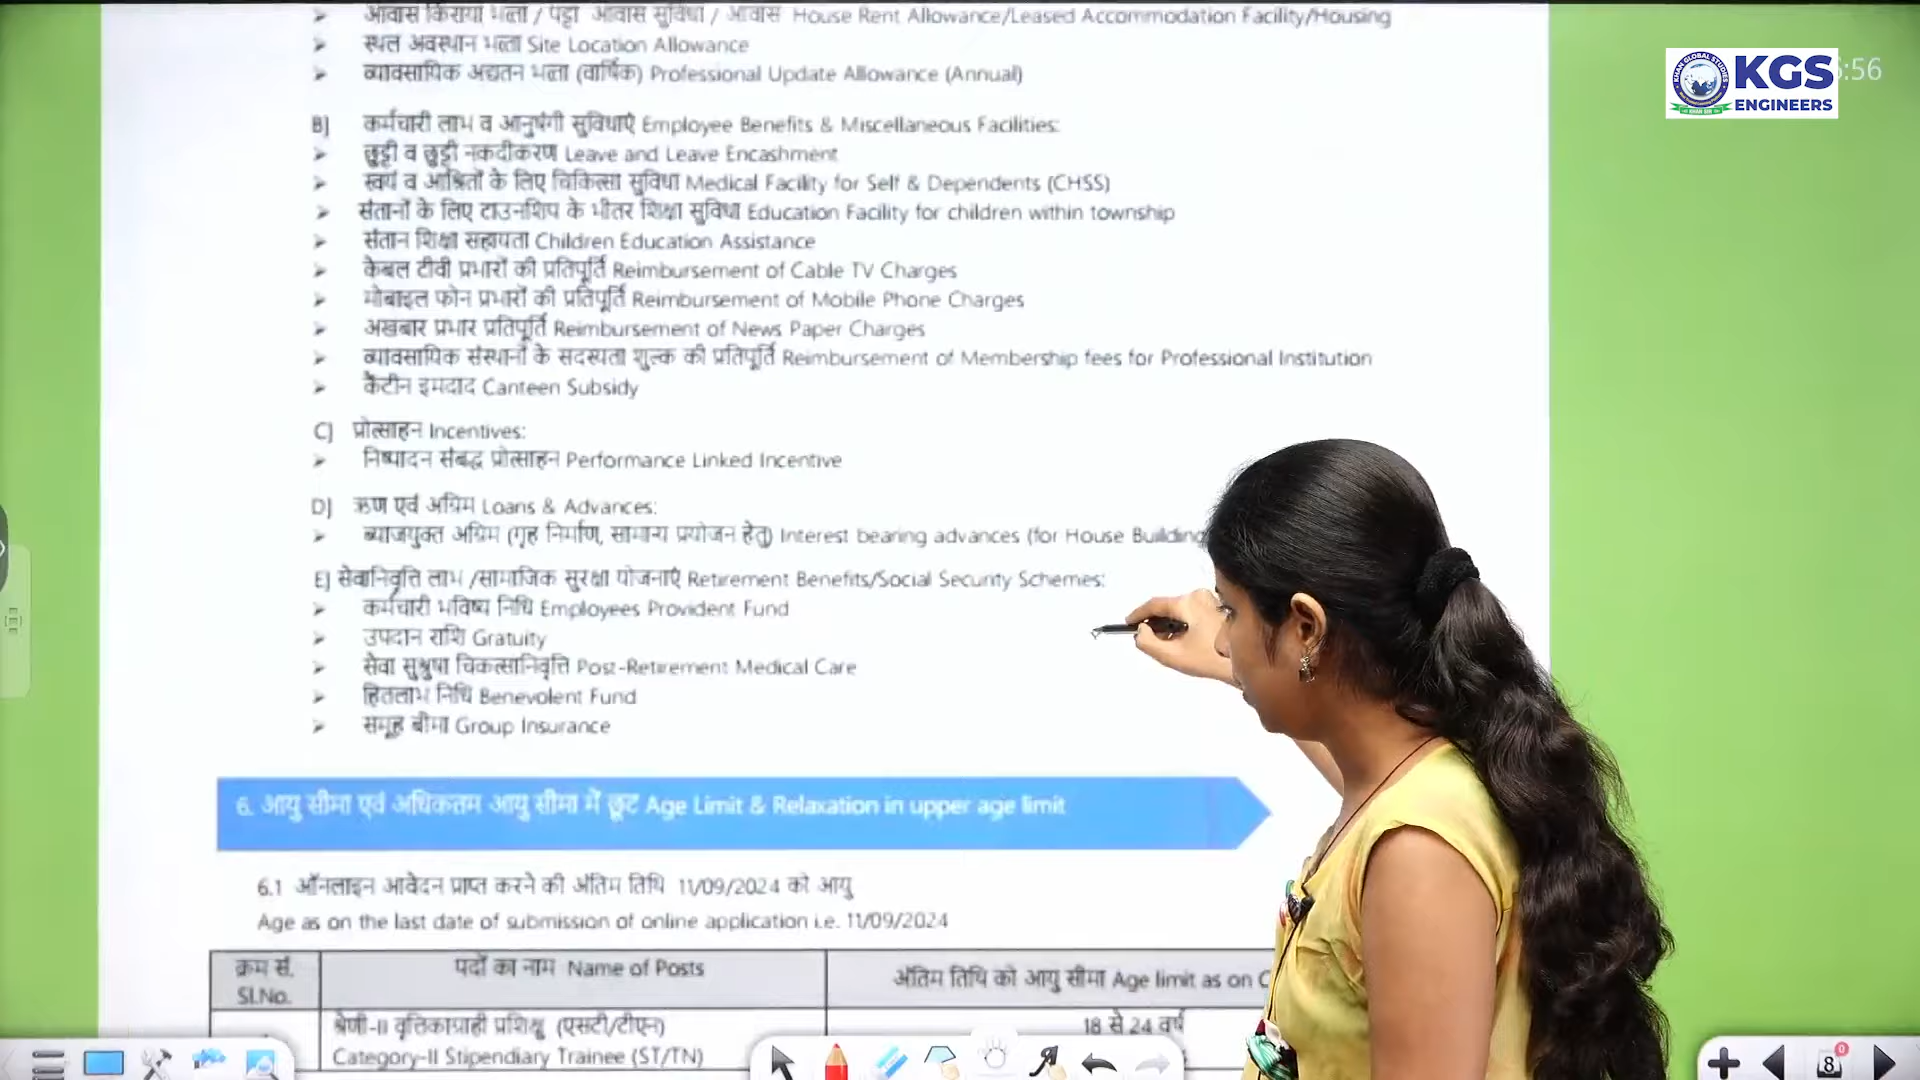 आवास किराया भत्ता / पट्टा आवास सुविधा / आवास House Rent Allowance/Leased Accommodation Facility/Housing
स्थल अवस्थान भत्ता Site Location Allowance
व्यावसायिक अद्यतन भत्ता (वार्षिक) Professional Update Allowance (Annual)
KGS
ENGINEERS
:56
B] कर्मचारी लाभ व आनुषंगी सुविधाएँ Employee Benefits & Miscellaneous Facilities:
छुट्टी व छुट्टी नकदीकरण Leave and Leave Encashment
स्वयं व आश्रितों के लिए चिकित्सा सुविधा Medical Facility for Self & Dependents (CHSS)
संतानों के लिए टाउनशिप के भीतर शिक्षा सुविधा Education Facility for children within township
संतान शिक्षा सहायता Children Education Assistance
केबल टीवी प्रभारों की प्रतिपूर्ति Reimbursement of Cable TV Charges
मोबाइल फोन प्रभारों की प्रतिपूर्ति Reimbursement of Mobile Phone Charges
अखबार प्रभार प्रतिपूर्ति Reimbursement of News Paper Charges
व्यावसायिक संस्थानों के सदस्यता शुल्क की प्रतिपूर्ति Reimbursement of Membership fees for Professional Institution
कैंटीन इमदाद Canteen Subsidy
C] प्रोत्साहन Incentives:
निष्पादन संबद्ध प्रोत्साहन Performance Linked Incentive
D] ऋण एवं अग्रिम Loans & Advances:
ब्याजयुक्त अग्रिम (गृह निर्माण, सामान्य प्रयोजन हेतु) Interest bearing advances (for House Building
E] सेवानिवृत्ति लाभ /सामाजिक सुरक्षा योजनाएँ Retirement Benefits/Social Security Schemes:
कर्मचारी भविष्य निधि Employees Provident Fund
उपदान राशि Gratuity
सेवा सुश्रुषा चिकत्सानिवृत्ति Post-Retirement Medical Care
हितलाभ निधि Benevolent Fund
समूह बीमा Group Insurance
6. आयु सीमा एवं अधिकतम आयु सीमा में छूट Age Limit & Relaxation in upper age limit
6.1 ऑनलाइन आवेदन प्राप्त करने की अंतिम तिथि 11/09/2024 को आयु
Age as on the last date of submission of online application i.e. 11/09/2024
क्रम सं. पदों का नाम Name of Posts अंतिम तिथि को आयु सीमा Age limit as on
Sl.No.
श्रेणी-II वृत्तिकाग्राही प्रशिक्षु (एसटी/टीएन) 18 से 24 वर्ष
Category-II Stipendiary Trainee (ST/TN)
8
0